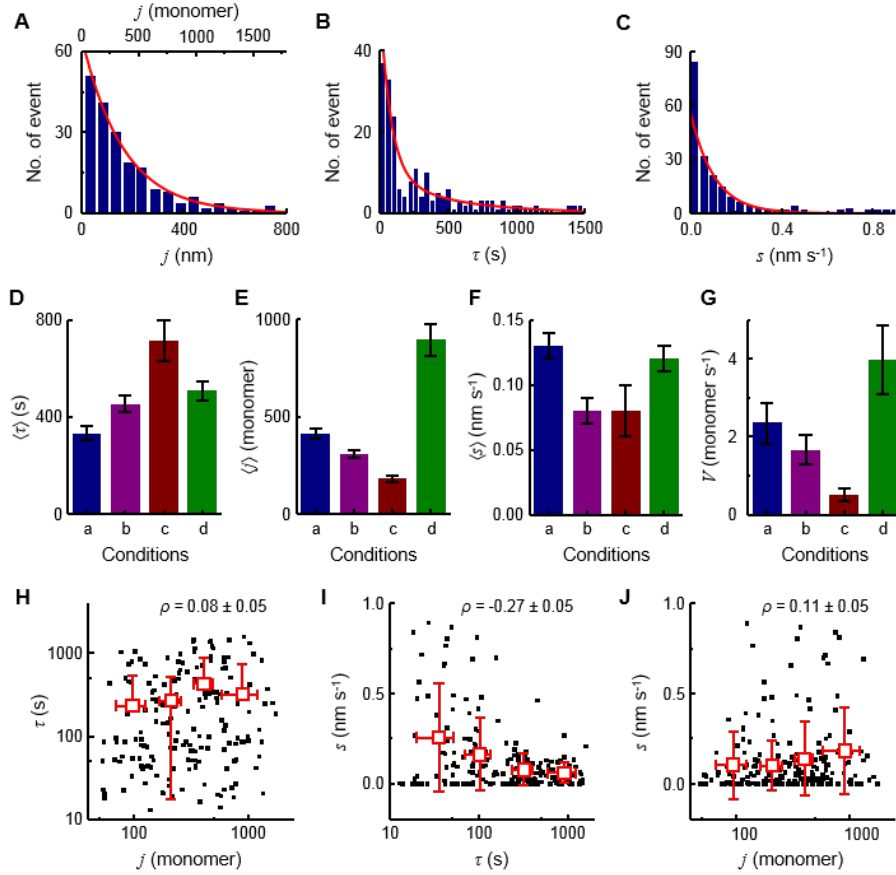 A
j (monomer)
0 500 1000 1500
No. of event
60
30
0
0 400 800
j (nm)
B
No. of event
40
20
0
0 500 1000 1500
τ (s)
C
No. of event
90
60
30
0
0.0 0.4 0.8
s (nm s⁻¹)
D
⟨τ⟩ (s)
800
400
0
a b c d
Conditions
E
⟨j⟩ (monomer)
1000
500
0
a b c d
Conditions
F
⟨s⟩ (nm s⁻¹)
0.15
0.10
0.05
0.00
a b c d
Conditions
G
V (monomer s⁻¹)
4
2
0
a b c d
Conditions
H
ρ = 0.08 ± 0.05
τ (s)
1000
100
10
100 1000
j (monomer)
I
ρ = -0.27 ± 0.05
s (nm s⁻¹)
1.0
0.5
0.0
10 100 1000
τ (s)
J
ρ = 0.11 ± 0.05
s (nm s⁻¹)
1.0
0.5
0.0
100 1000
j (monomer)